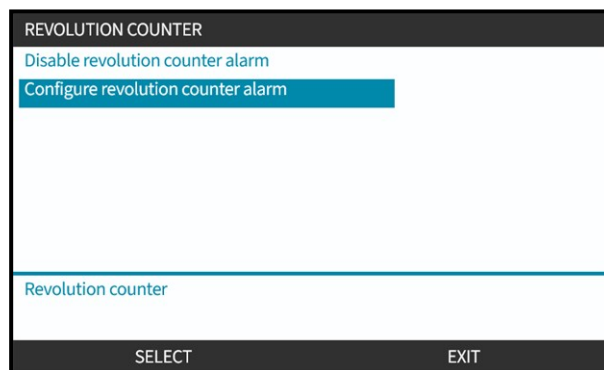 REVOLUTION COUNTER
Disable revolution counter alarm
Configure revolution counter alarm
Revolution counter
SELECT EXIT